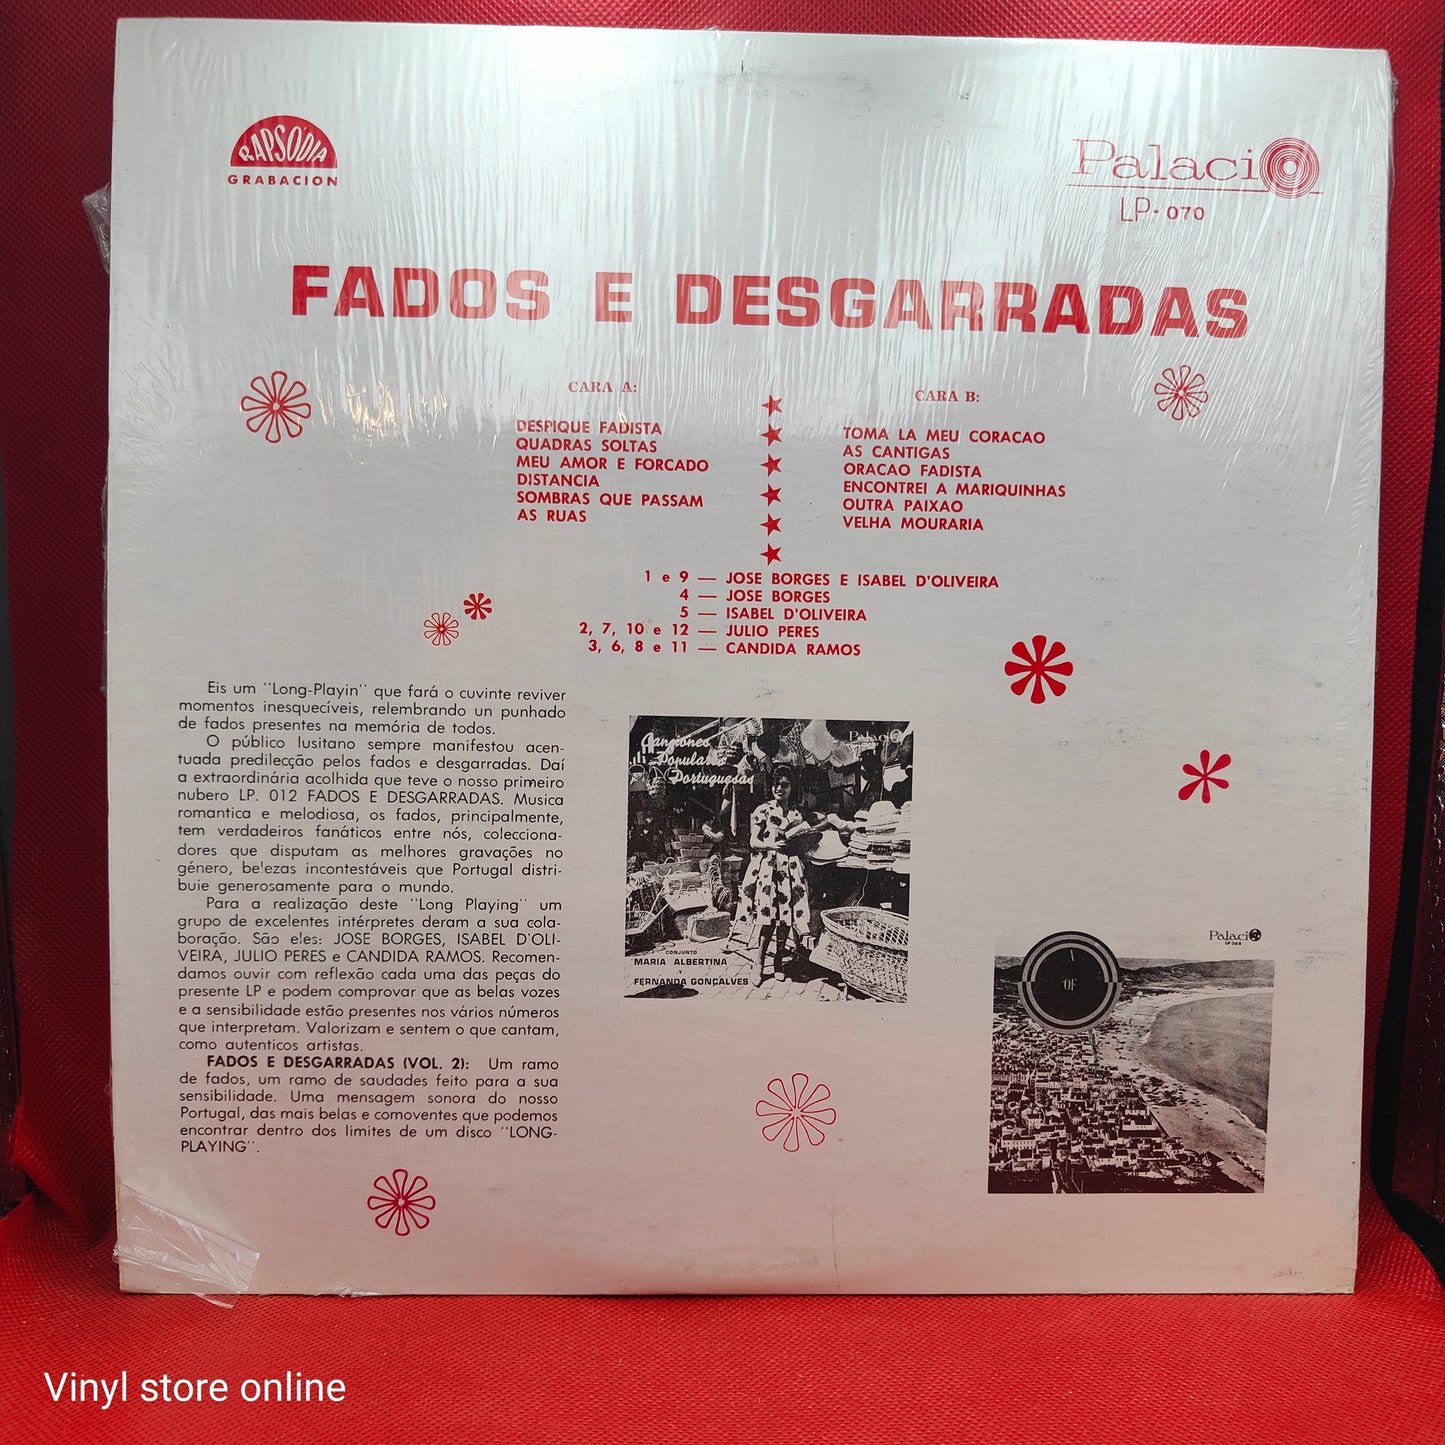 RAPSÓDIA
GRABACION
Palacio
LP. 070
FADOS E DESGARRADAS
CARA A:
DESPIQUE FADISTA
QUADRAS SOLTAS
MEU AMOR E FORCADO
DISTANCIA
SOMBRAS QUE PASSAM
AS RUAS
CARA B:
TOMA LA MEU CORACAO
AS CANTIGAS
ORACAO FADISTA
ENCONTREI A MARIQUINHAS
OUTRA PAIXAO
VELHA MOURARIA
1 e 9 — JOSE BORGES E ISABEL D'OLIVEIRA
4 — JOSE BORGES
5 — ISABEL D'OLIVEIRA
2, 7, 10 e 12 — JULIO PERES
3, 6, 8 e 11 — CANDIDA RAMOS
Eis um "Long-Playin" que fará o cuvinte reviver
momentos inesquecíveis, relembrando un punhado
de fados presentes na memória de todos.
O público lusitano sempre manifestou acen-
tuada predilecção pelos fados e desgarradas. Daí
a extraordinária acolhida que teve o nosso primeiro
nubero LP. 012 FADOS E DESGARRADAS. Musica
romantica e melodiosa, os fados, principalmente,
tem verdadeiros fanáticos entre nós, colecciona-
dores que disputam as melhores gravações no
género, be'ezas incontestáveis que Portugal distri-
buie generosamente para o mundo.
Para a realização deste "Long Playing" um
grupo de excelentes intérpretes deram a sua cola-
boração. São eles: JOSE BORGES, ISABEL D'OLI-
VEIRA, JULIO PERES e CANDIDA RAMOS. Recomen-
damos ouvir com reflexão cada uma das peças do
presente LP e podem comprovar que as belas vozes
e a sensibilidade estão presentes nos vários números
que interpretam. Valorizam e sentem o que cantam,
como autenticos artistas.
FADOS E DESGARRADAS (VOL. 2): Um ramo
de fados, um ramo de saudades feito para a sua
sensibilidade. Uma mensagem sonora do nosso
Portugal, das mais belas e comoventes que podemos
encontrar dentro dos limites de um disco "LONG-
PLAYING".
Canciones
Populares
Portuguesas
Palacio
CONJUNTO
MARIA ALBERTINA
Y
FERNANDA GONÇALVES
Palacio
OF
Vinyl store online